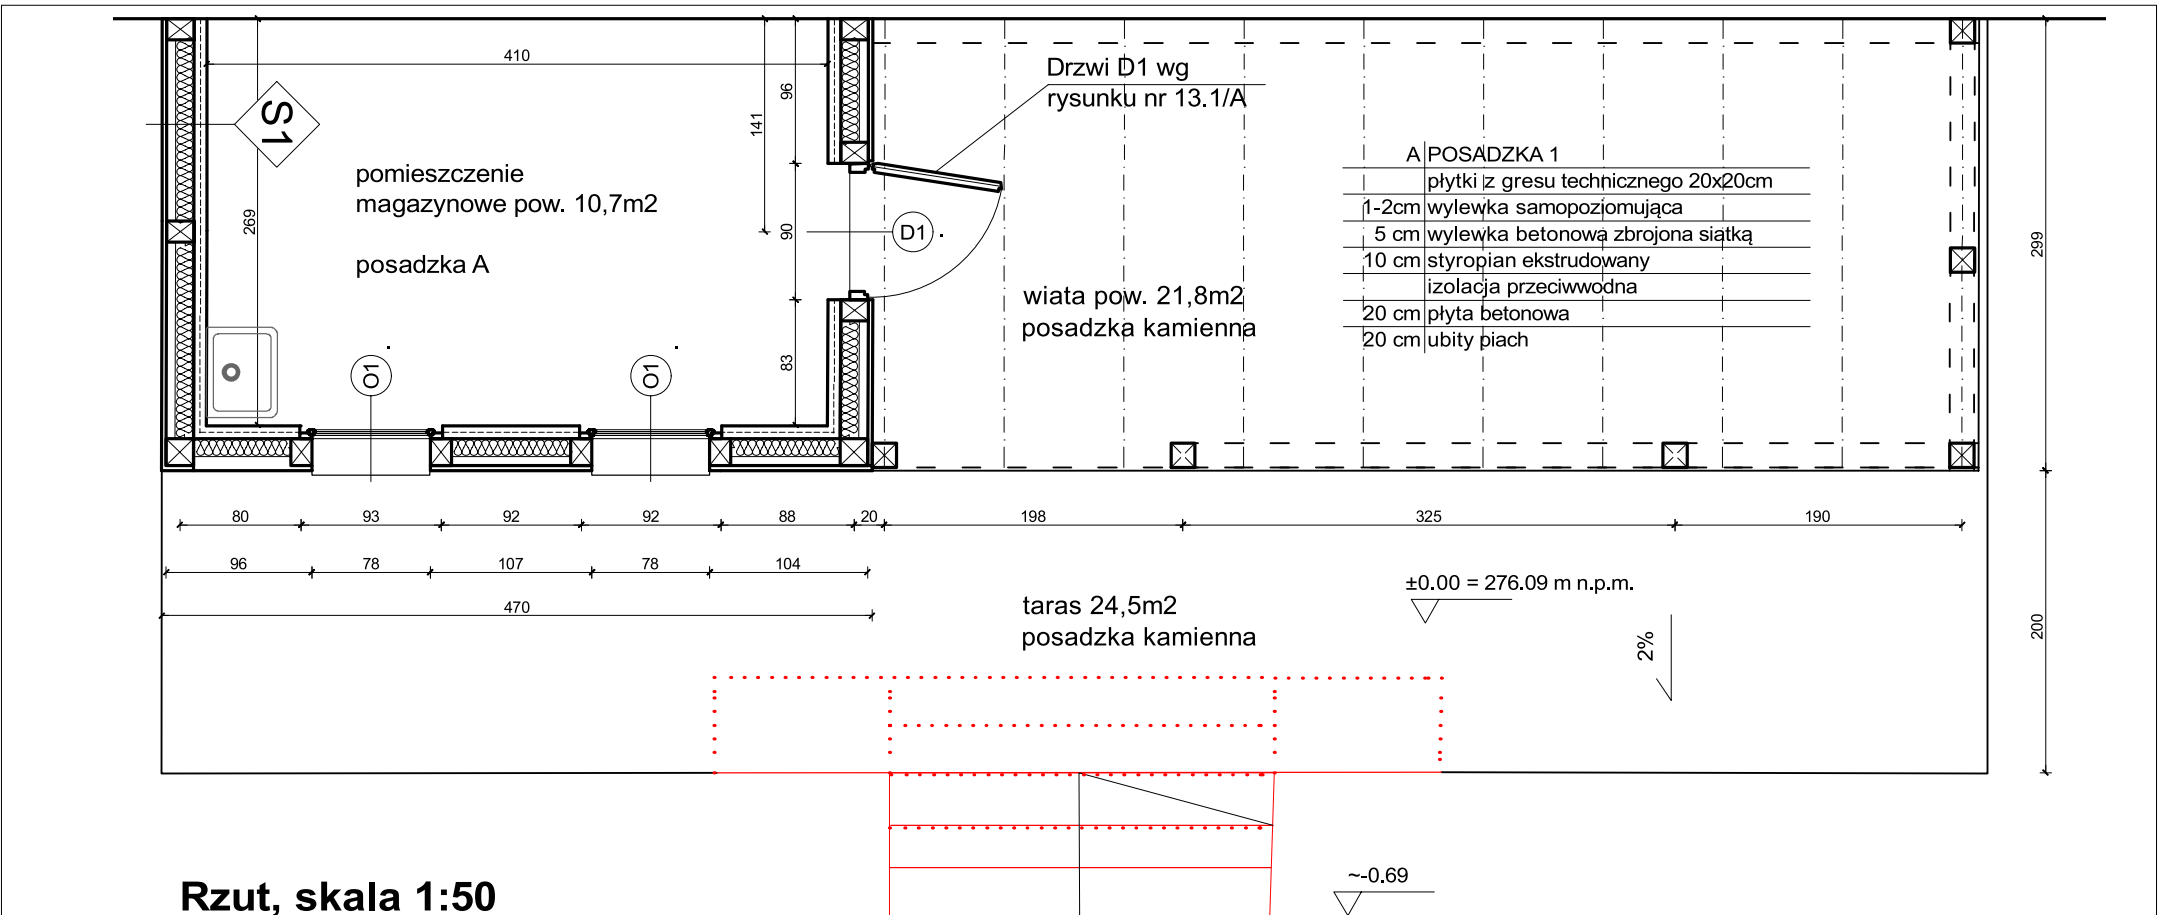 410
S1
269
pomieszczenie
magazynowe pow. 10,7m2
posadzka A
O1
O1
96
141
90
83
D1
Drzwi D1 wg
rysunku nr 13.1/A
wiata pow. 21,8m2
posadzka kamienna
A POSADZKA 1
płytki z gresu technicznego 20x20cm
1-2cm wylewka samopoziomująca
5 cm wylewka betonowa zbrojona siatką
10 cm styropian ekstrudowany
izolacja przeciwwodna
20 cm płyta betonowa
20 cm ubity piach
299
200
80 93 92 92 88 20 198 325 190
96 78 107 78 104
470
taras 24,5m2
posadzka kamienna
±0.00 = 276.09 m n.p.m.
2%
~-0.69
Rzut, skala 1:50